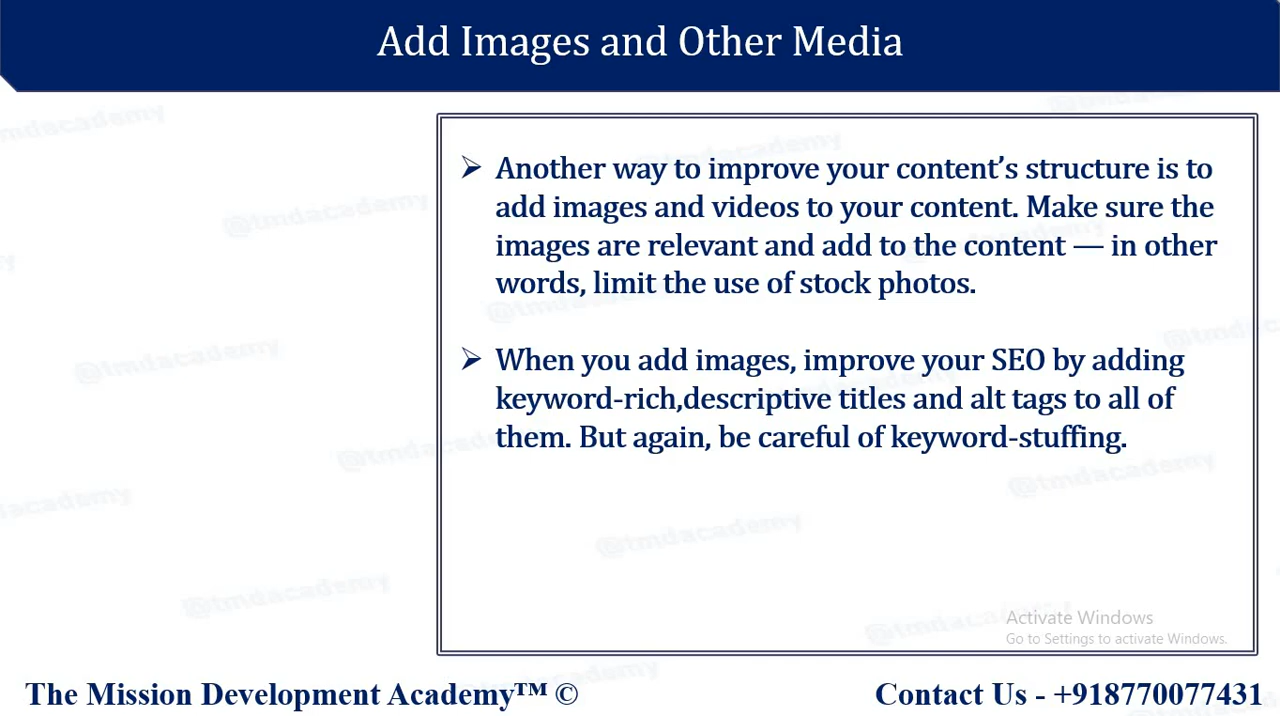 Add Images and Other Media
➢ Another way to improve your content’s structure is to
add images and videos to your content. Make sure the
images are relevant and add to the content — in other
words, limit the use of stock photos.
➢ When you add images, improve your SEO by adding
keyword-rich,descriptive titles and alt tags to all of
them. But again, be careful of keyword-stuffing.
@tmdacademy
Activate Windows
Go to Settings to activate Windows.
The Mission Development Academy™ ©
Contact Us - +918770077431